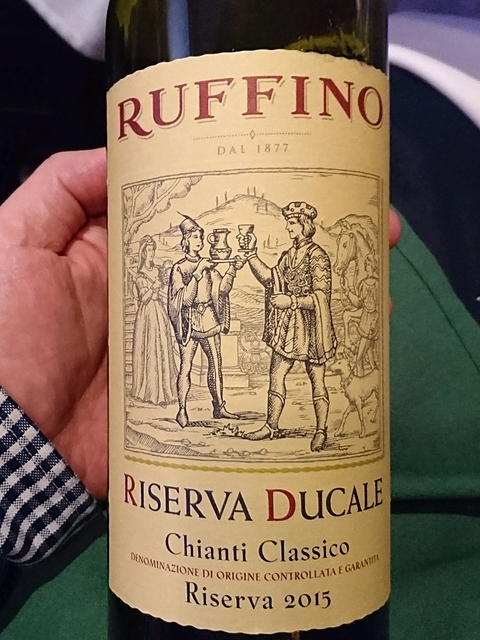 RUFFINO
DAL 1877
RISERVA DUCALE
Chianti Classico
DENOMINAZIONE DI ORIGINE CONTROLLATA E GARANTITA
Riserva 2015